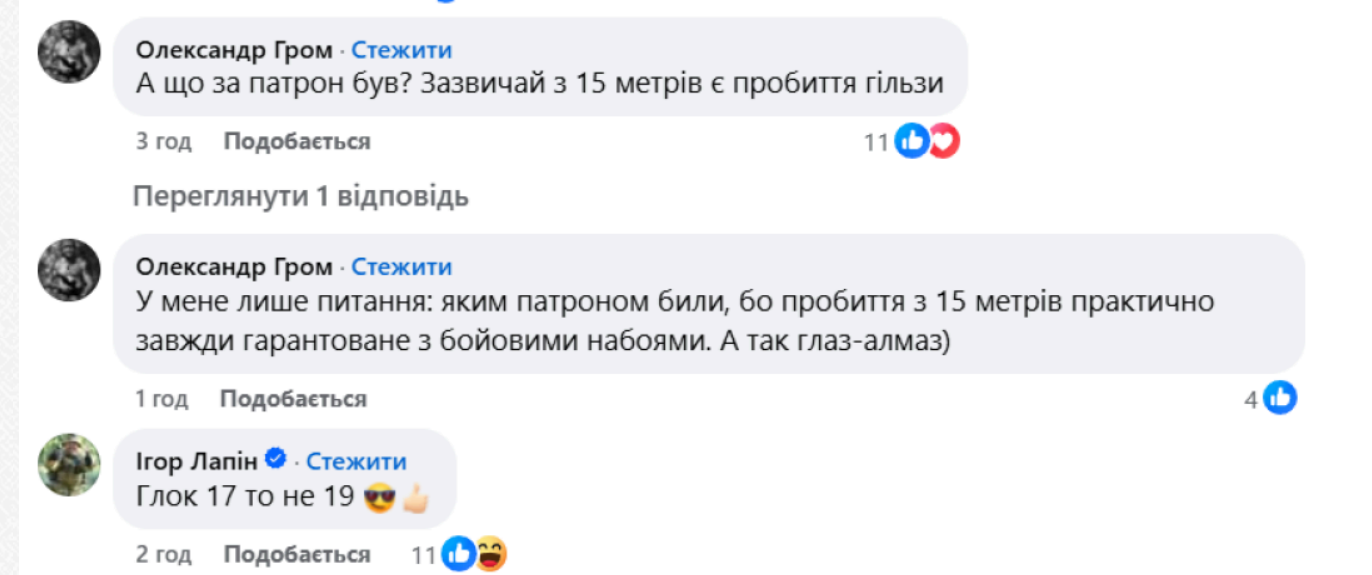 Олександр Гром · Стежити
А що за патрон був? Зазвичай з 15 метрів є пробиття гільзи
3 год Подобається 11
Переглянути 1 відповідь
Олександр Гром · Стежити
У мене лише питання: яким патроном били, бо пробиття з 15 метрів практично
завжди гарантоване з бойовими набоями. А так глаз-алмаз)
1 год Подобається 4
Ігор Лапін · Стежити
Глок 17 то не 19 😎👍🏻
2 год Подобається 11